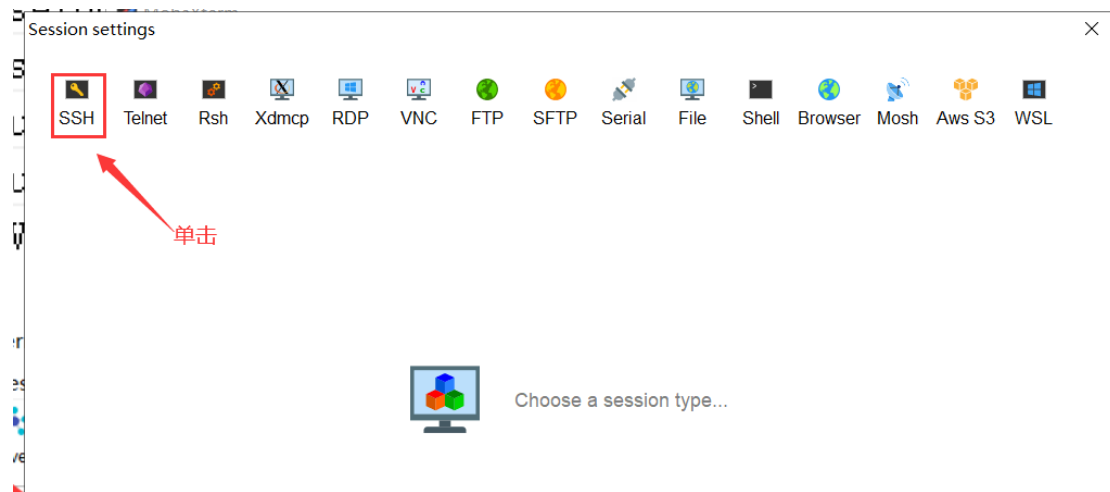 Session settings
SSH Telnet Rsh Xdmcp RDP VNC FTP SFTP Serial File Shell Browser Mosh Aws S3 WSL
单击
Choose a session type...